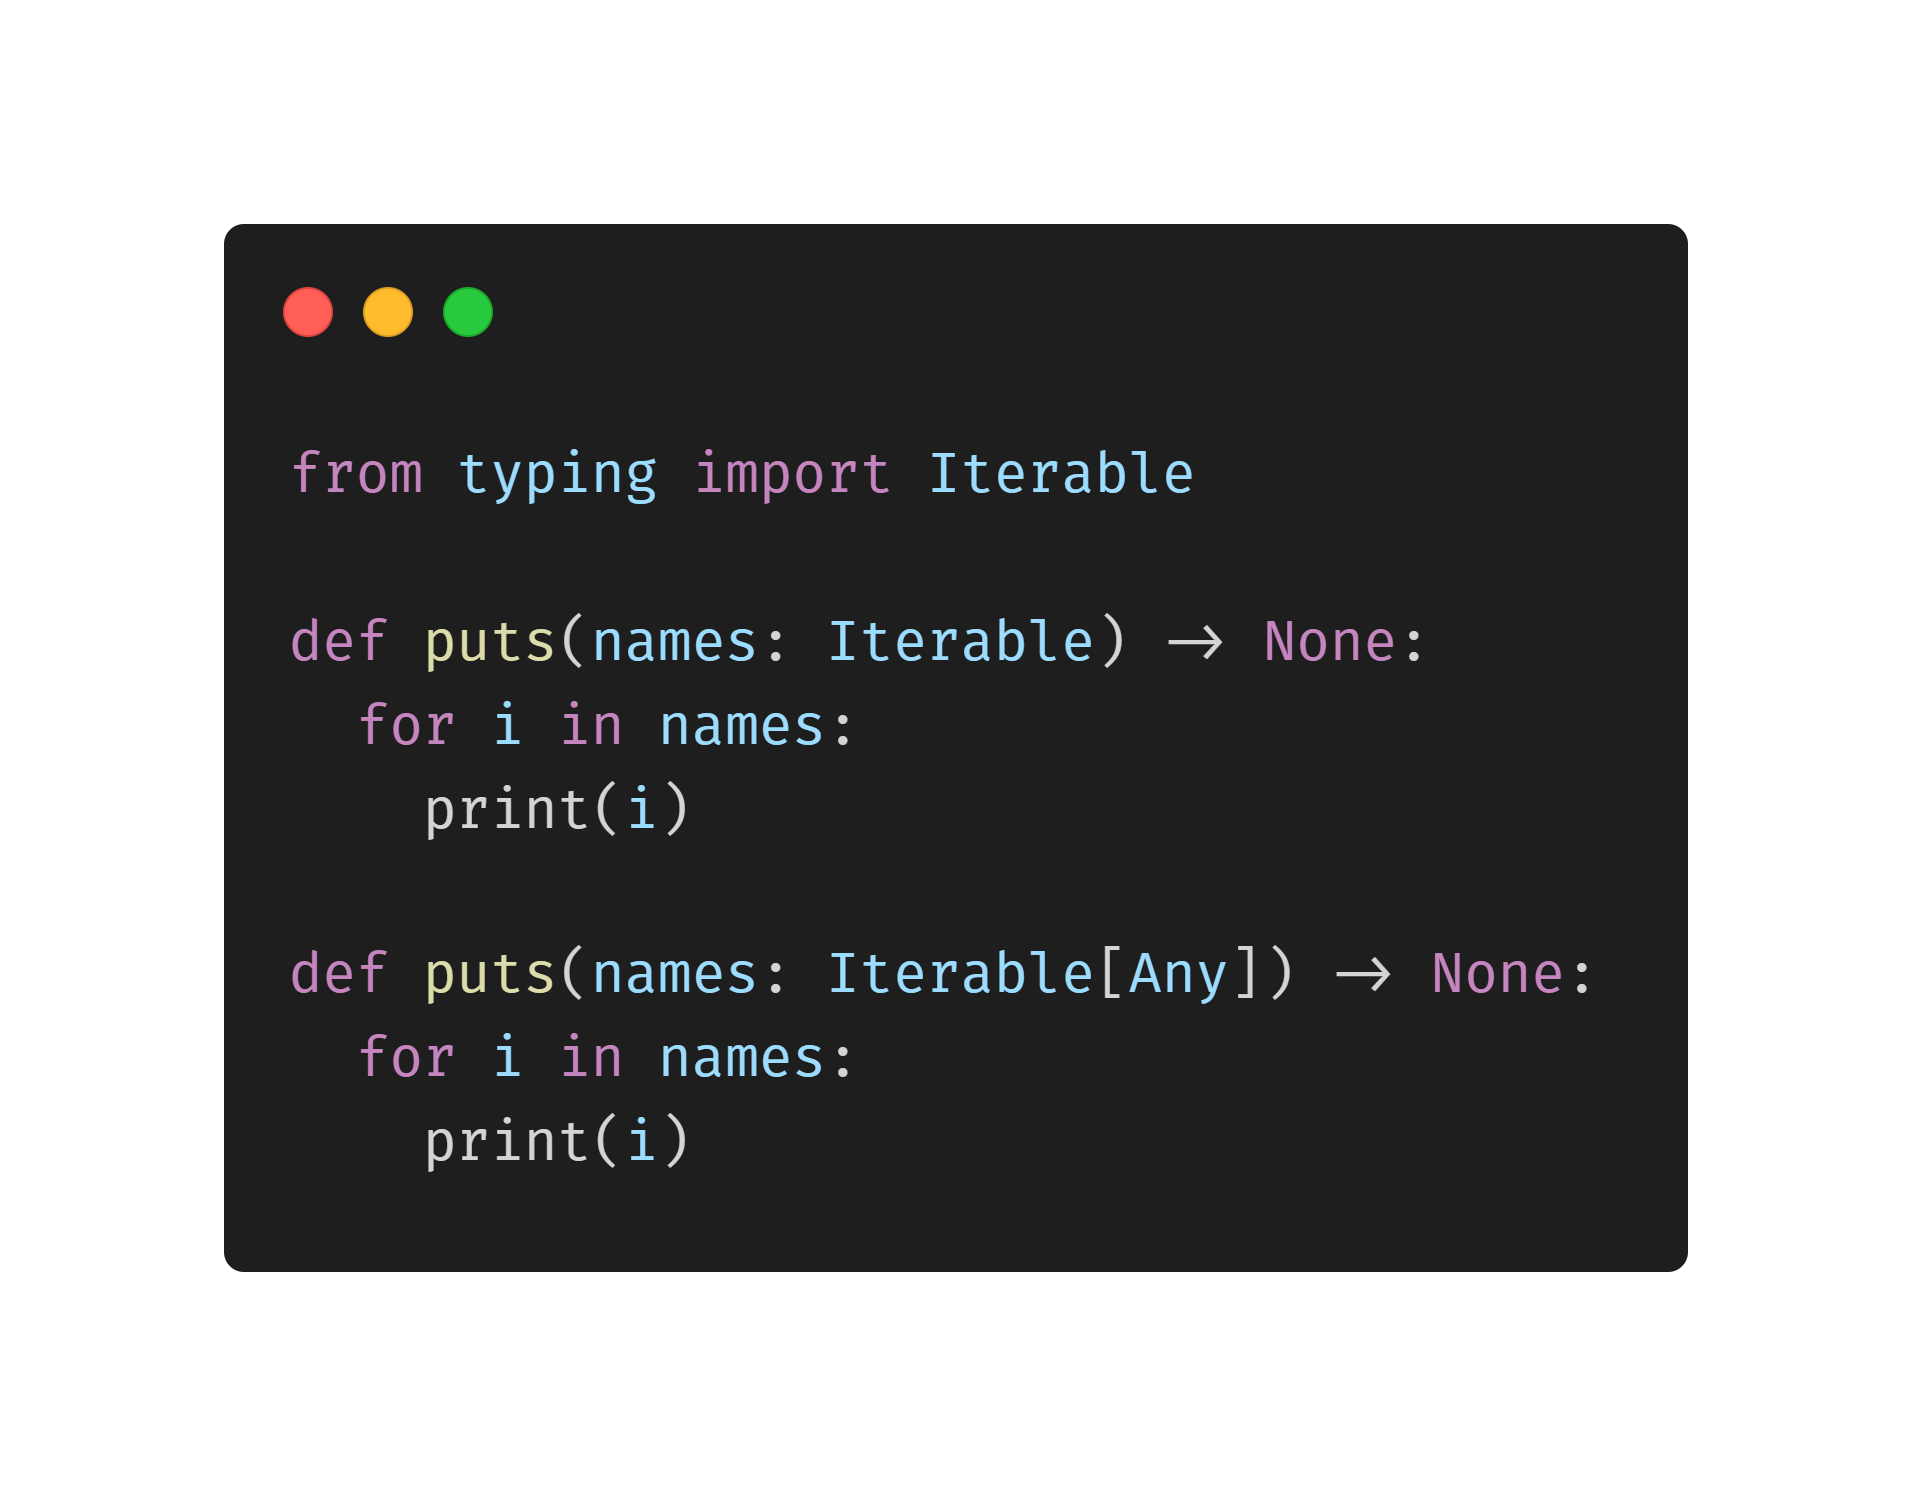 from typing import Iterable
def puts(names: Iterable) -> None:
for i in names:
print(i)
def puts(names: Iterable[Any]) -> None:
for i in names:
print(i)